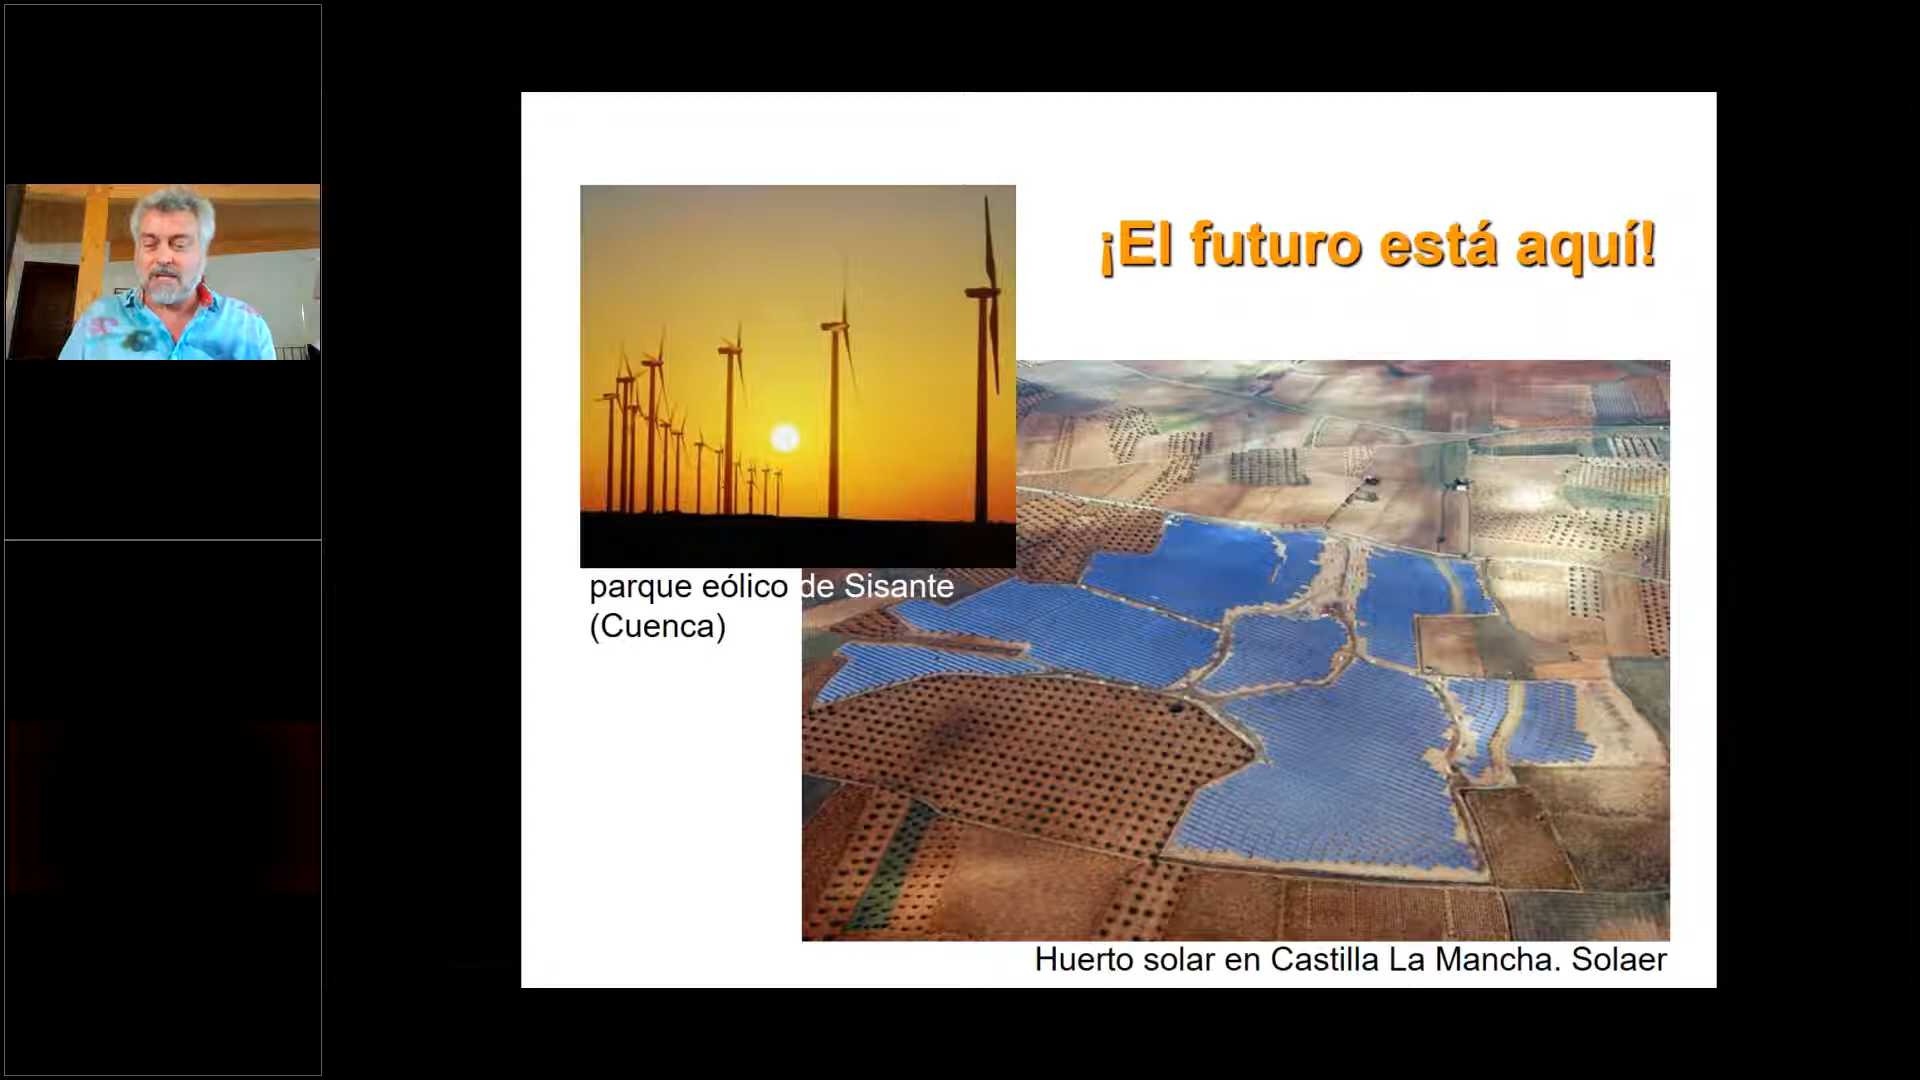 ¡El futuro está aquí!
parque eólico de Sisante
(Cuenca)
Huerto solar en Castilla La Mancha. Solaer